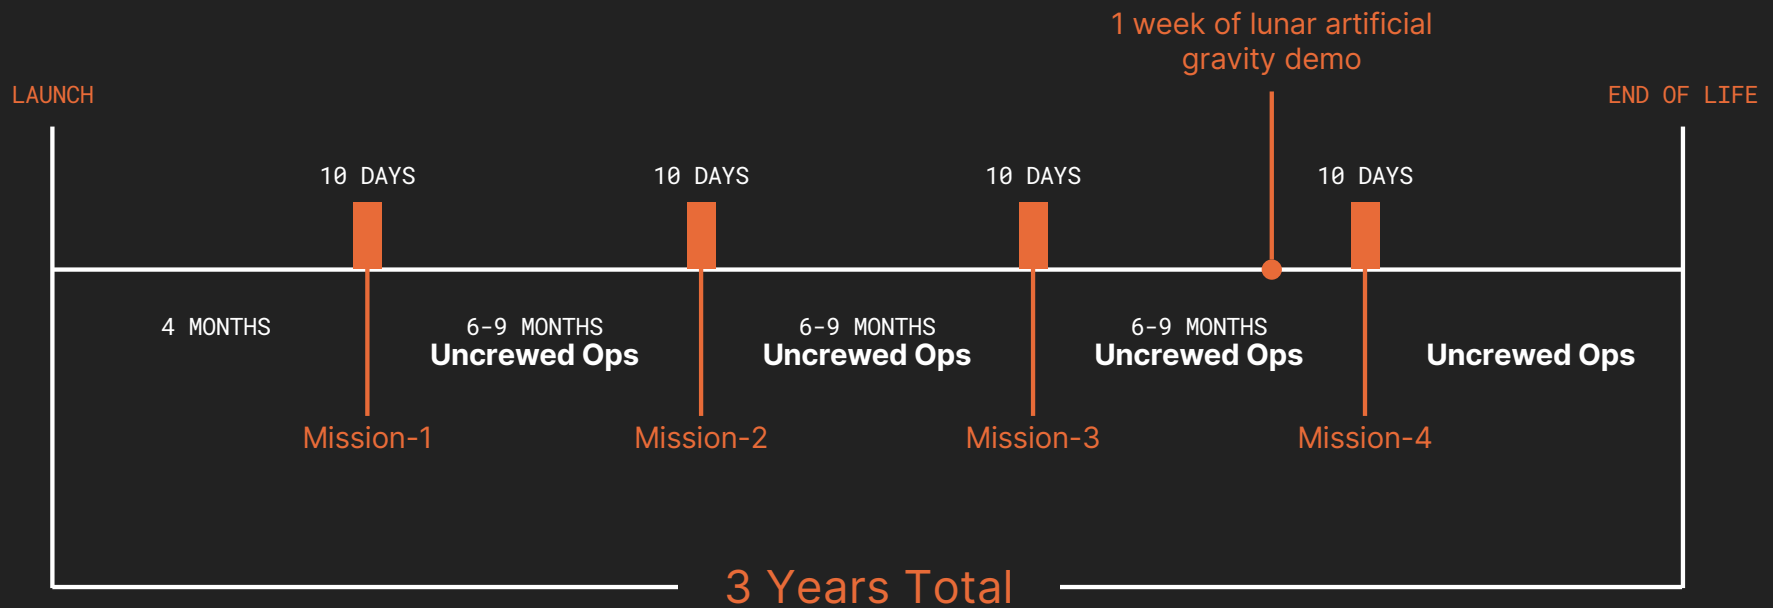 1 week of lunar artificial
gravity demo
LAUNCH
END OF LIFE
10 DAYS
10 DAYS
10 DAYS
10 DAYS
4 MONTHS
6-9 MONTHS
Uncrewed Ops
6-9 MONTHS
Uncrewed Ops
6-9 MONTHS
Uncrewed Ops
Uncrewed Ops
Mission-1
Mission-2
Mission-3
Mission-4
3 Years Total